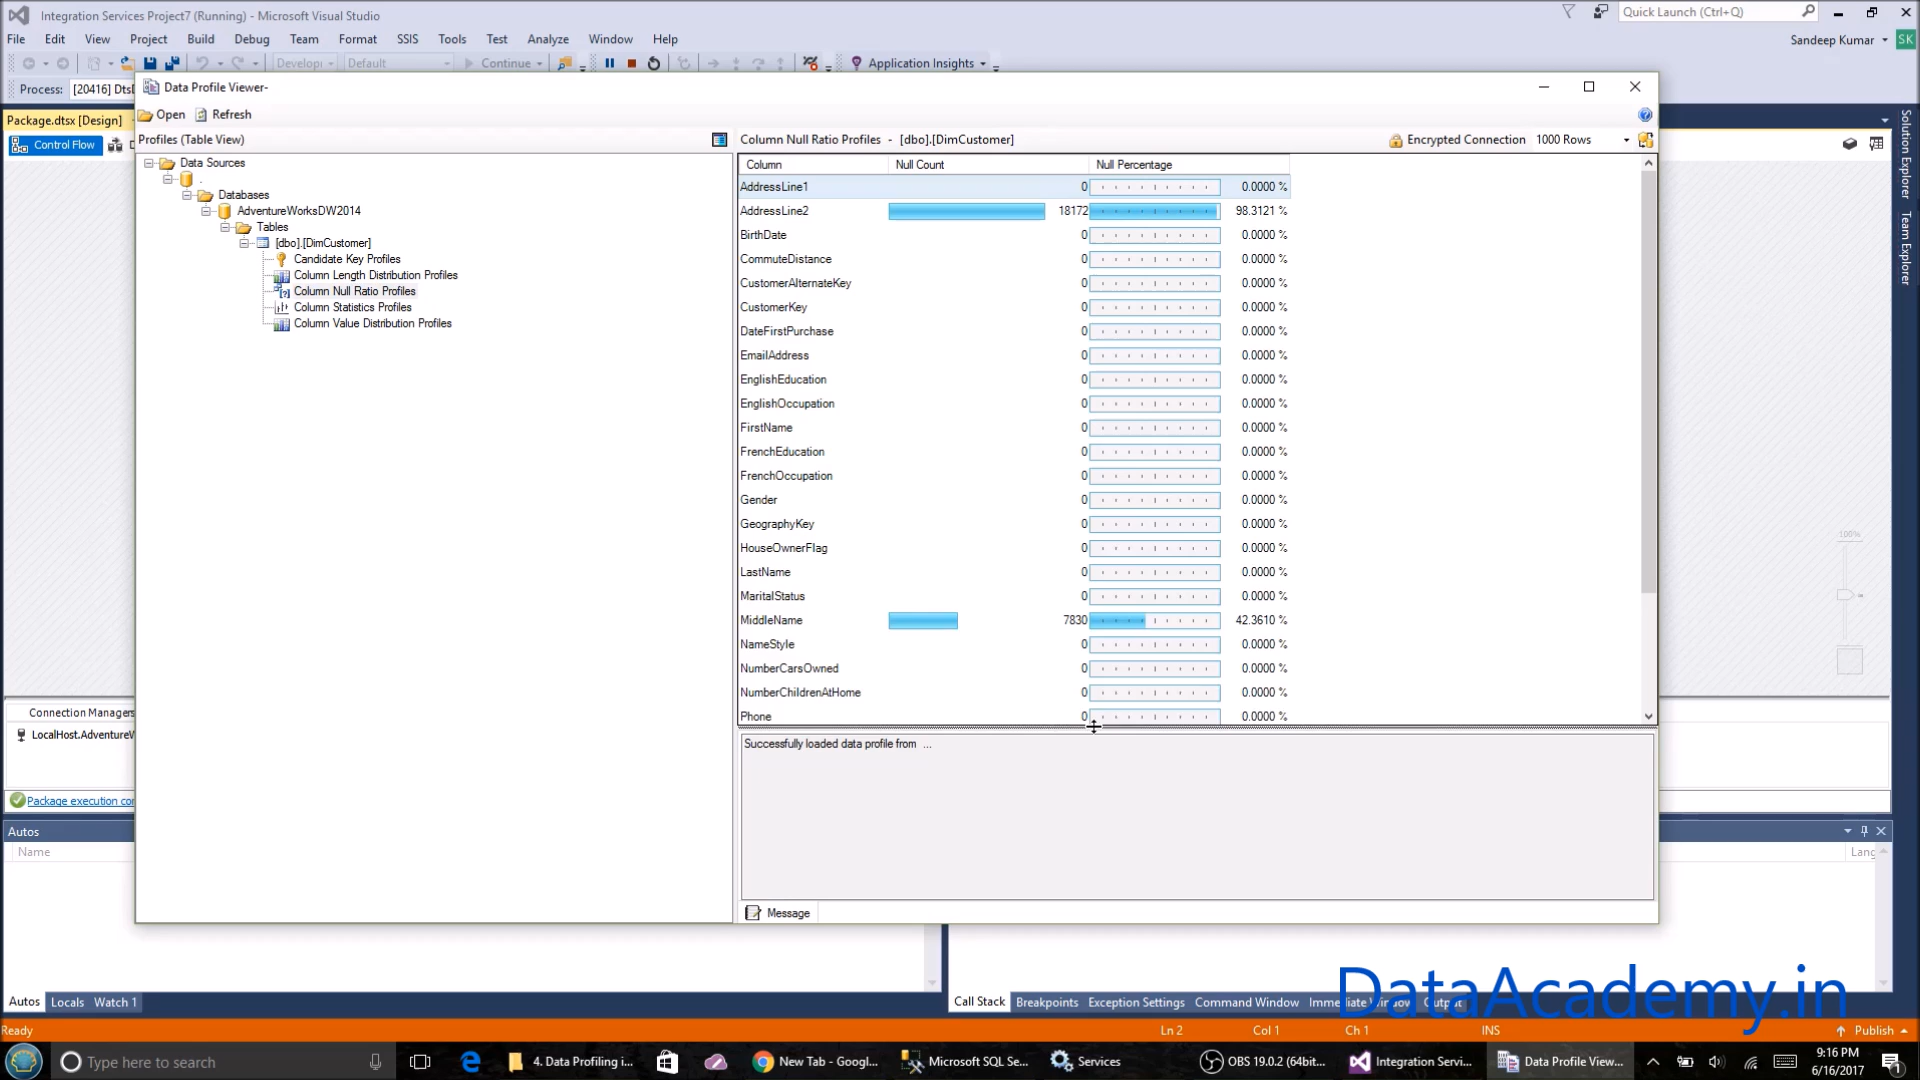 Integration Services Project7 (Running) - Microsoft Visual Studio
Quick Launch (Ctrl+Q)
File Edit View Project Build Debug Team Format SSIS Tools Test Analyze Window Help
Sandeep Kumar SK
Develop Default Continue Application Insights
Process: [20416] Dts
Data Profile Viewer-
Package.dtsx [Design]
Open Refresh
Control Flow
Profiles (Table View)
Column Null Ratio Profiles - [dbo].[DimCustomer]
Encrypted Connection 1000 Rows
Solution Explorer
Team Explorer
Data Sources
.
Databases
AdventureWorksDW2014
Tables
[dbo].[DimCustomer]
Candidate Key Profiles
Column Length Distribution Profiles
Column Null Ratio Profiles
Column Statistics Profiles
Column Value Distribution Profiles
Column Null Count Null Percentage
AddressLine1 0 0.0000 %
AddressLine2 18172 98.3121 %
BirthDate 0 0.0000 %
CommuteDistance 0 0.0000 %
CustomerAlternateKey 0 0.0000 %
CustomerKey 0 0.0000 %
DateFirstPurchase 0 0.0000 %
EmailAddress 0 0.0000 %
EnglishEducation 0 0.0000 %
EnglishOccupation 0 0.0000 %
FirstName 0 0.0000 %
FrenchEducation 0 0.0000 %
FrenchOccupation 0 0.0000 %
Gender 0 0.0000 %
GeographyKey 0 0.0000 %
HouseOwnerFlag 0 0.0000 %
LastName 0 0.0000 %
MaritalStatus 0 0.0000 %
MiddleName 7830 42.3610 %
NameStyle 0 0.0000 %
NumberCarsOwned 0 0.0000 %
NumberChildrenAtHome 0 0.0000 %
Phone 0 0.0000 %
100%
Connection Managers
LocalHost.AdventureW
Package execution co
Successfully loaded data profile from ...
Message
Autos
Name
Lang
Autos Locals Watch 1
Call Stack Breakpoints Exception Settings Command Window Immediate Window Output
DataAcademy.in
Ready Ln 2 Col 1 Ch 1 INS Publish
Type here to search
4. Data Profiling i...
New Tab - Googl...
Microsoft SQL Se...
Services
OBS 19.0.2 (64bit...
Integration Servi...
Data Profile View...
9:16 PM
6/16/2017
1